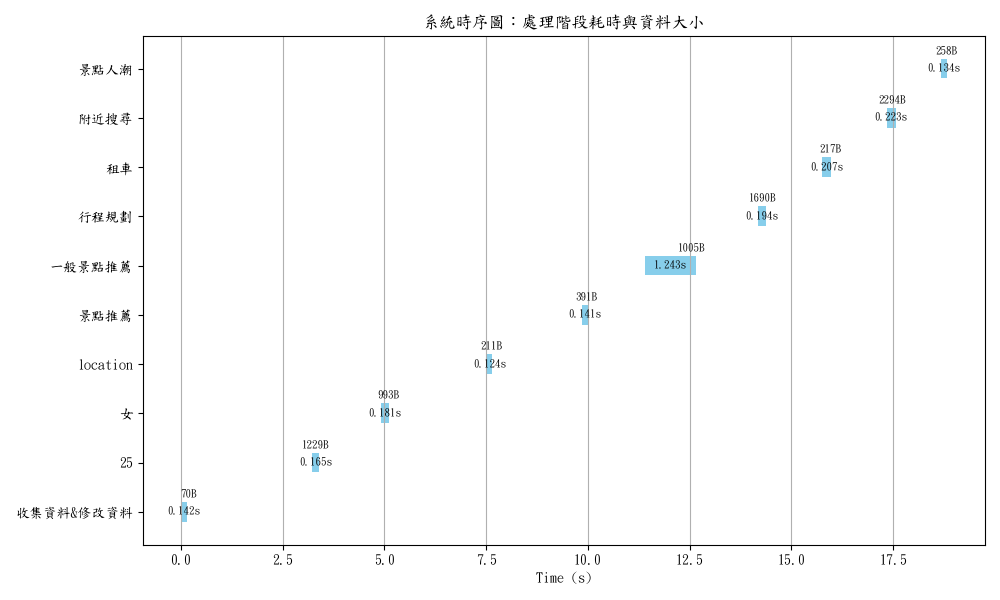 系統時序圖：處理階段耗時與資料大小
景點人潮
258B
0.134s
附近搜尋
2294B
0.223s
租車
217B
0.207s
行程規劃
1690B
0.194s
一般景點推薦
1005B
1.243s
景點推薦
391B
0.141s
location
211B
0.124s
女
993B
0.181s
25
1229B
0.165s
收集資料&修改資料
70B
0.142s
0.0 2.5 5.0 7.5 10.0 12.5 15.0 17.5
Time (s)